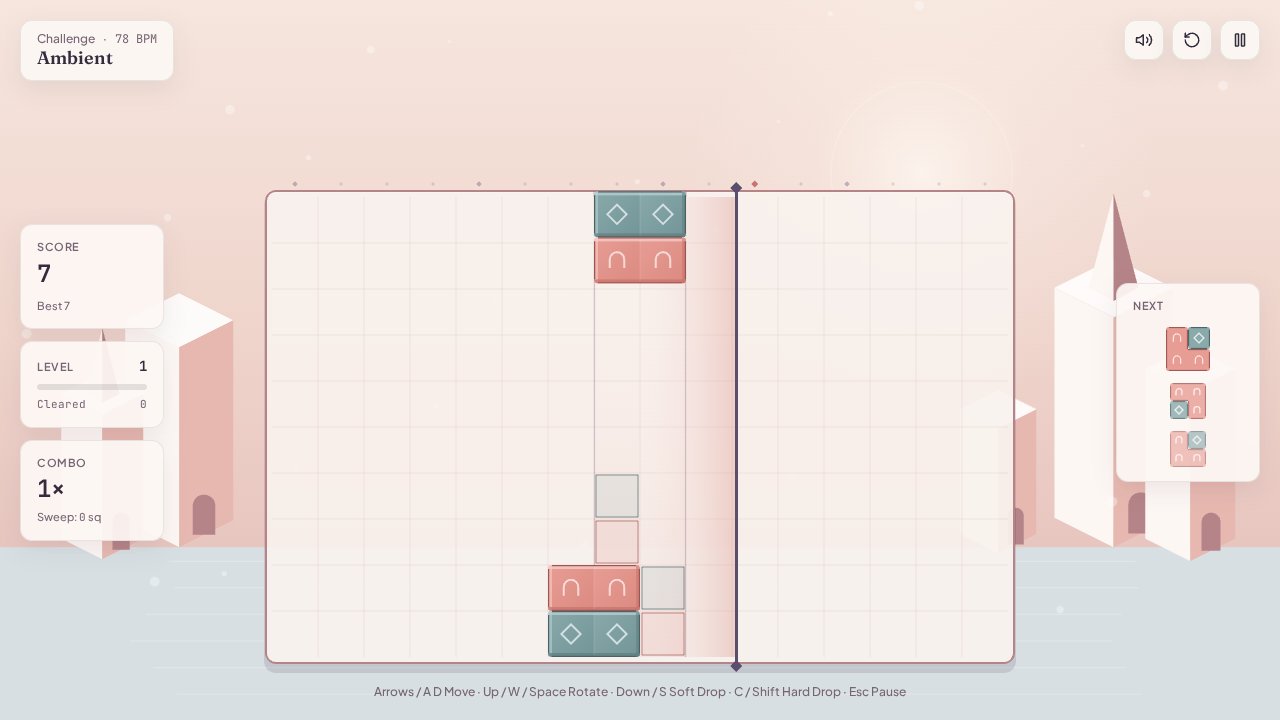 Challenge · 78 BPM
Ambient
SCORE
7
Best 7
LEVEL 1
Cleared 0
COMBO
1×
Sweep: 0 sq
NEXT
Arrows / A D Move · Up / W / Space Rotate · Down / S Soft Drop · C / Shift Hard Drop · Esc Pause